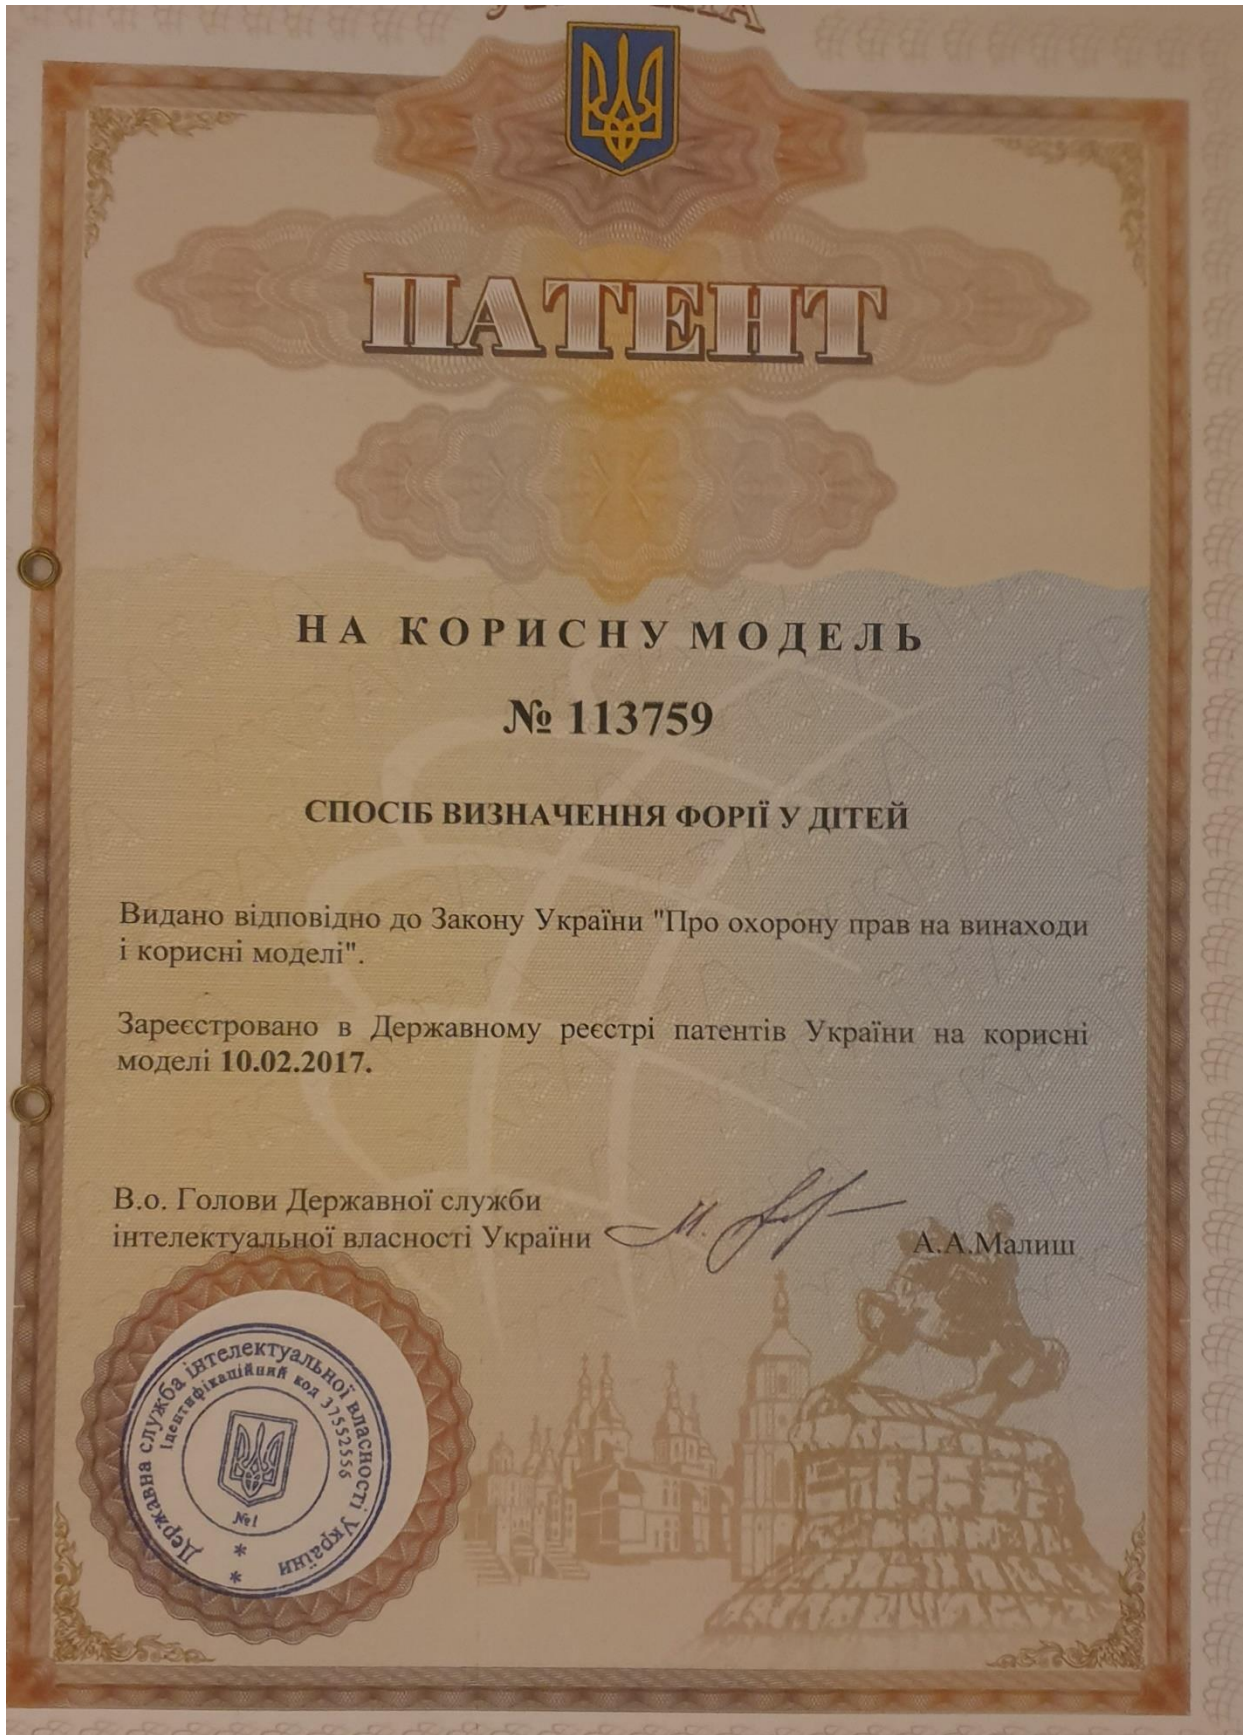 ПАТЕНТ
НА КОРИСНУ МОДЕЛЬ
№ 113759
СПОСІБ ВИЗНАЧЕННЯ ФОРІЇ У ДІТЕЙ
Видано відповідно до Закону України "Про охорону прав на винаходи
і корисні моделі".
Зареєстровано в Державному реєстрі патентів України на корисні
моделі 10.02.2017.
В.о. Голови Державної служби
інтелектуальної власності України
А.А.Малиш
Державна служба інтелектуальної власності України
Ідентифікаційний код 37552556
№1